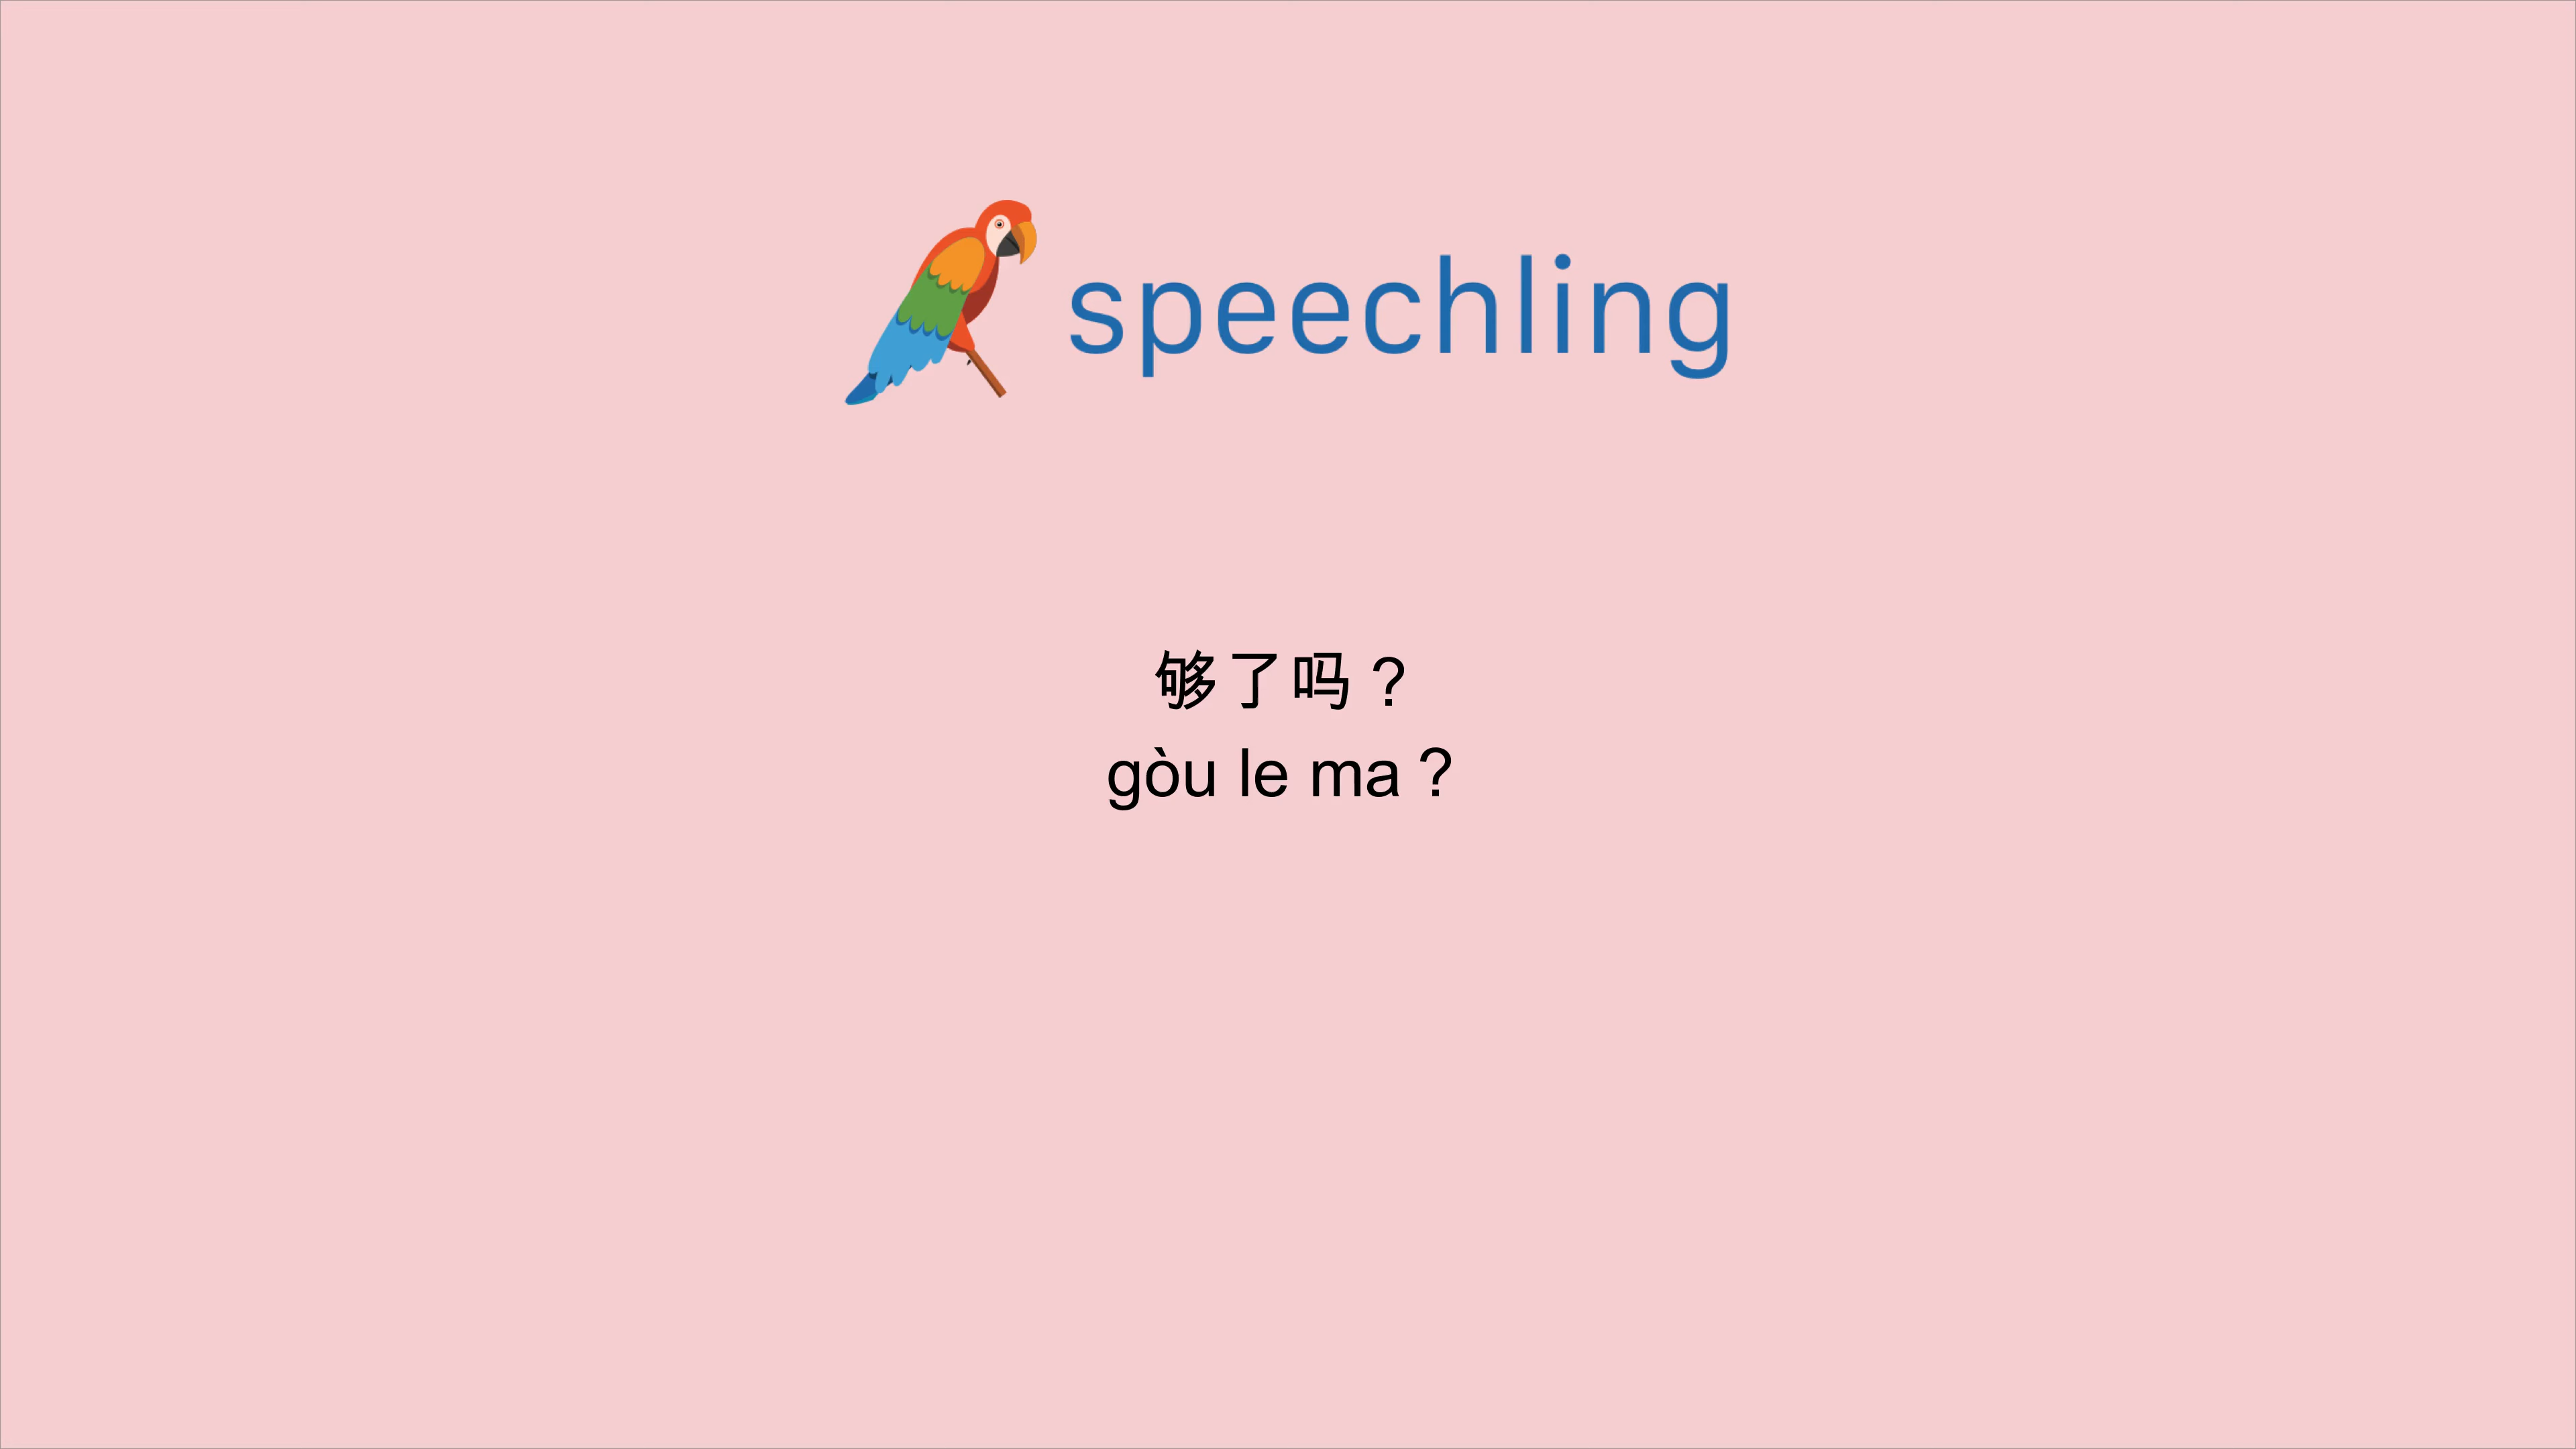 speechling
够了吗？
gòu le ma？